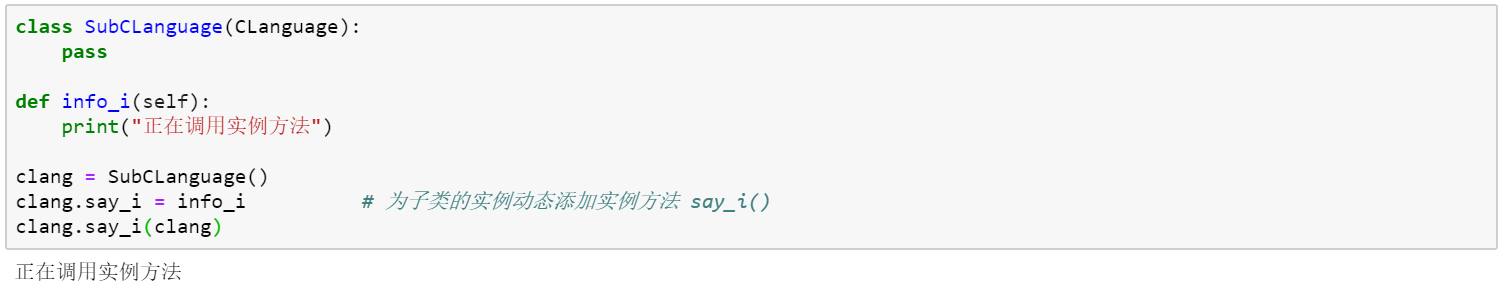 class SubCLanguage(CLanguage):
    pass
def info_i(self):
    print("正在调用实例方法")
clang = SubCLanguage()
clang.say_i = info_i          # 为子类的实例动态添加实例方法 say_i()
clang.say_i(clang)
正在调用实例方法